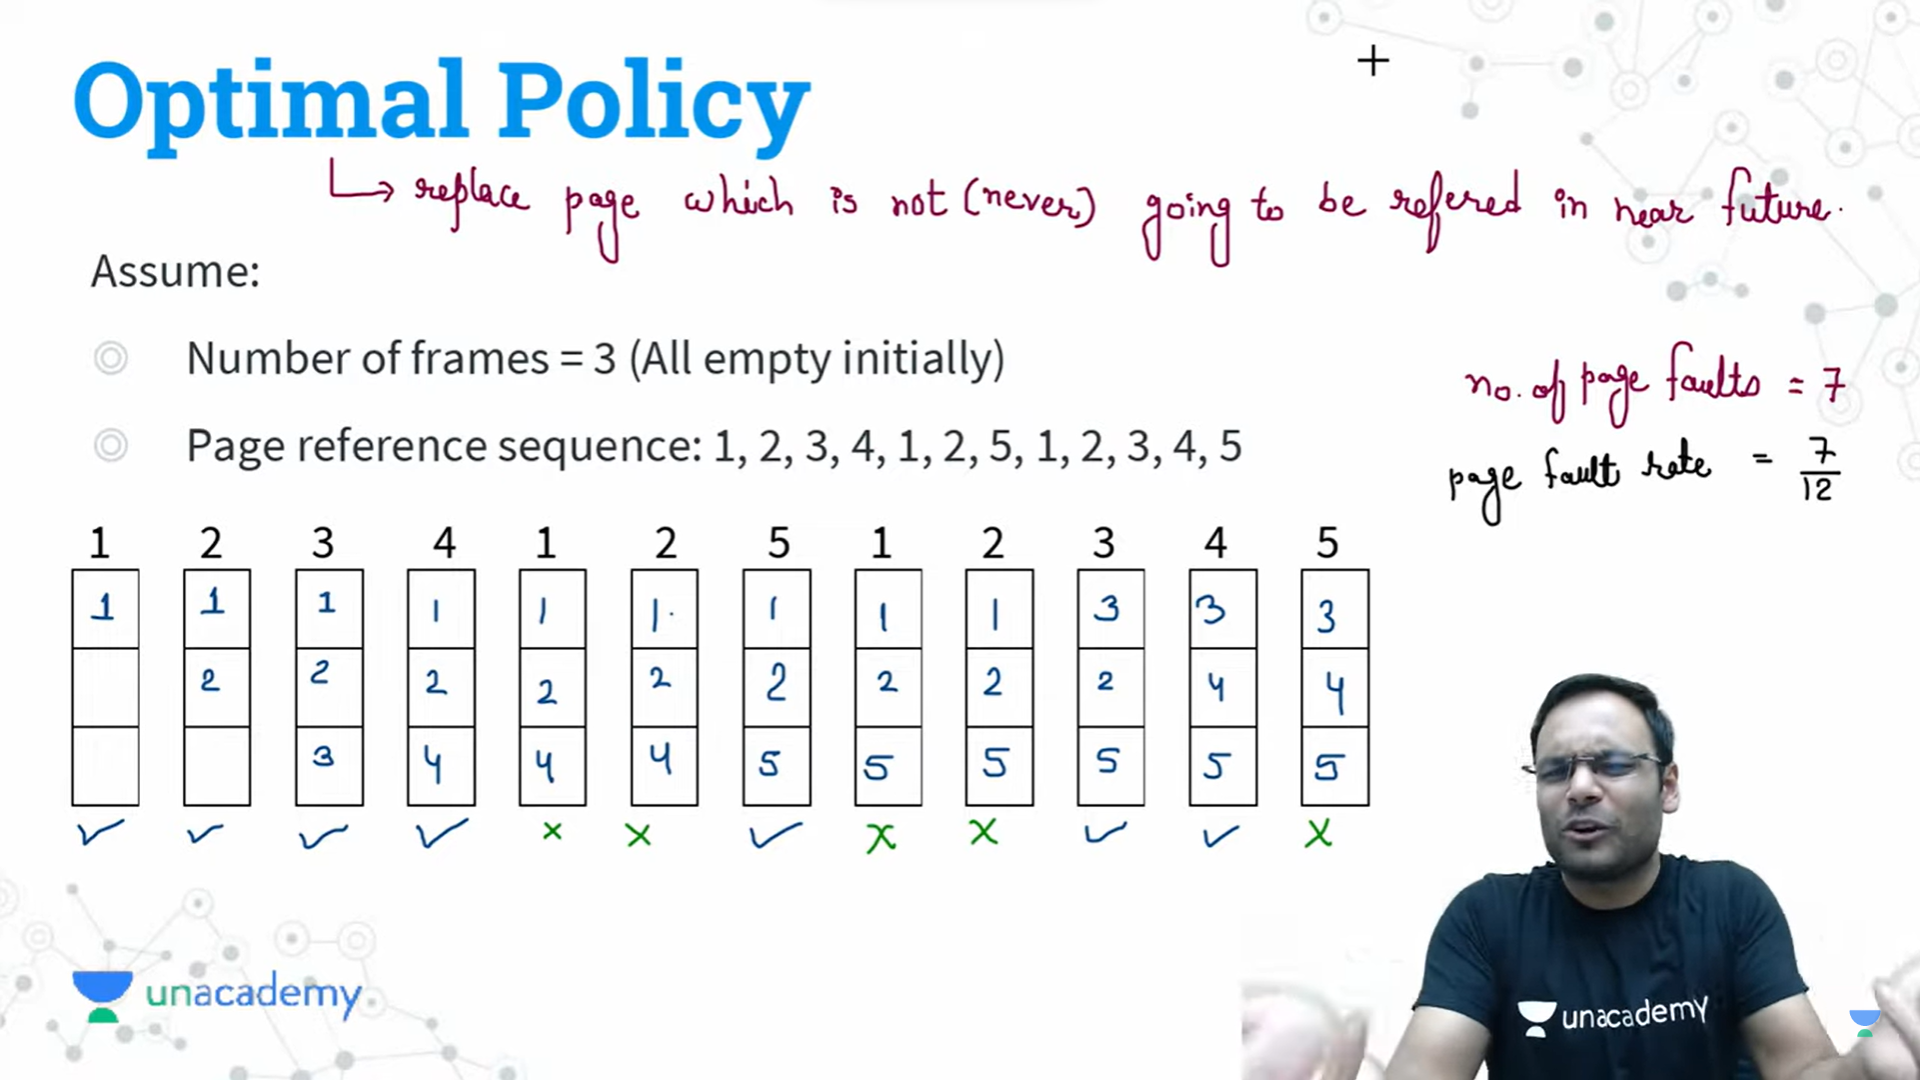 Optimal Policy
replace page which is not (never) going to be refered in near future.
Assume:
Number of frames = 3 (All empty initially)
no. of page faults = 7
Page reference sequence: 1, 2, 3, 4, 1, 2, 5, 1, 2, 3, 4, 5
page fault rate = 7/12
1 2 3 4 1 2 5 1 2 3 4 5
1 1 1 1 1 1 1 1 1 3 3 3
2 2 2 2 2 2 2 2 2 4 4
3 4 4 4 5 5 5 5 5 5
✓ ✓ ✓ ✓ × × ✓ × × ✓ ✓ ×
unacademy
unacademy